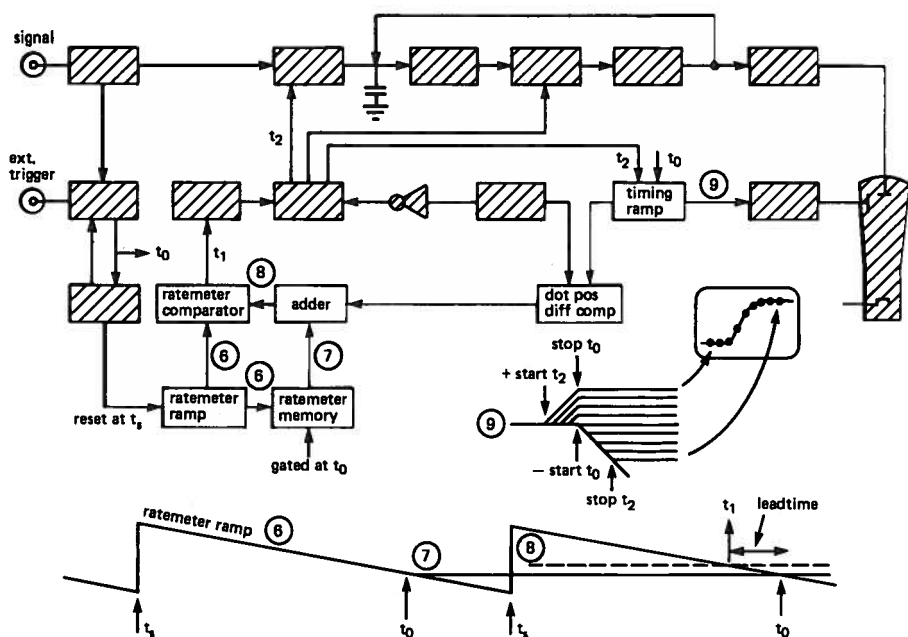 signal
ext.
trigger
t₂
t₂
t₀
timing
ramp
⑨
t₀
t₁
⑧
ratemeter
comparator
adder
dot pos
diff comp
⑥
⑥
⑦
reset at tₛ
ratemeter
ramp
ratemeter
memory
gated at t₀
stop t₀
+ start t₂
⑨
− start t₀
stop t₂
ratemeter ramp
⑥
⑦
⑧
t₁
leadtime
tₛ
t₀
tₛ
t₀